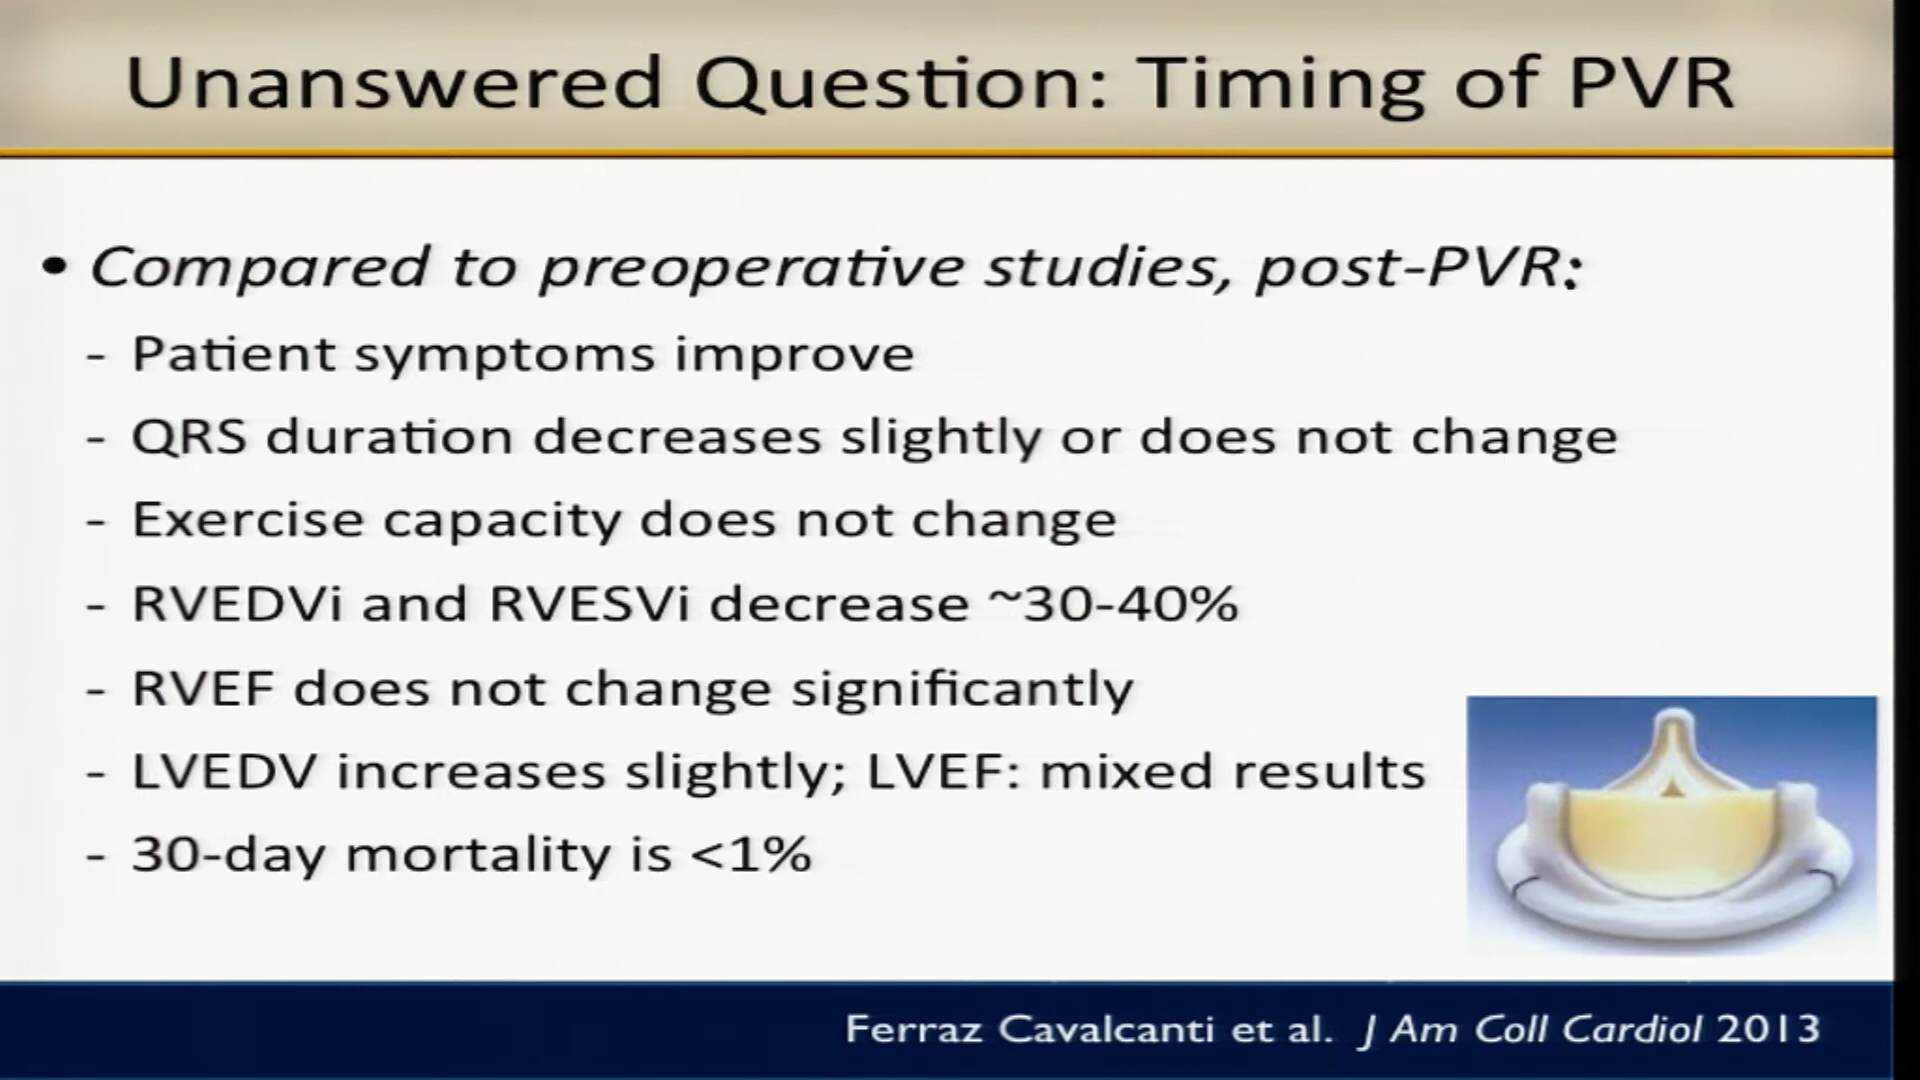 Unanswered Question: Timing of PVR
• Compared to preoperative studies, post-PVR:
- Patient symptoms improve
- QRS duration decreases slightly or does not change
- Exercise capacity does not change
- RVEDVi and RVESVi decrease ~30-40%
- RVEF does not change significantly
- LVEDV increases slightly; LVEF: mixed results
- 30-day mortality is <1%
Ferraz Cavalcanti et al. J Am Coll Cardiol 2013